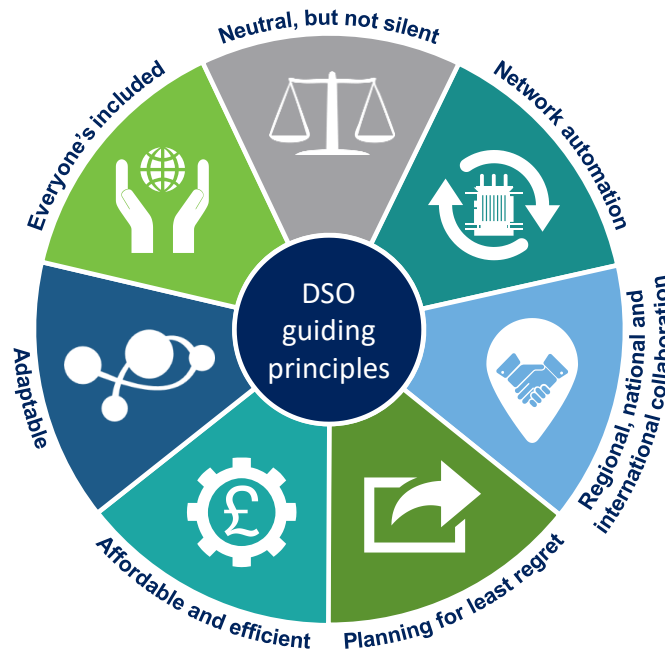 Neutral, but not silent
Network automation
Regional, national and
international collaboration
Planning for least regret
Affordable and efficient
Adaptable
Everyone's included
DSO
guiding
principles
£